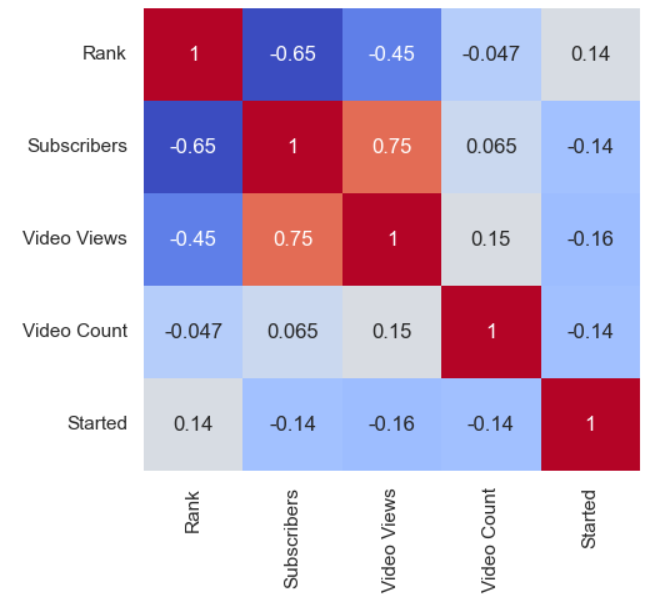 Rank 1 -0.65 -0.45 -0.047 0.14
Subscribers -0.65 1 0.75 0.065 -0.14
Video Views -0.45 0.75 1 0.15 -0.16
Video Count -0.047 0.065 0.15 1 -0.14
Started 0.14 -0.14 -0.16 -0.14 1
Rank
Subscribers
Video Views
Video Count
Started